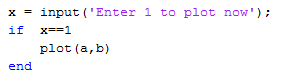 x = input('Enter 1 to plot now');
if  x==1
    plot(a,b)
end